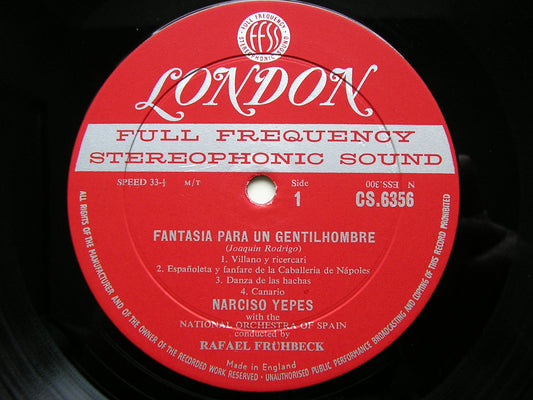 FULL FREQUENCY STEREOPHONIC SOUND
FFSS
LONDON
FULL FREQUENCY
STEREOPHONIC SOUND
SPEED 33-⅓ M/T Side
1
N ESS.300
CS.6356
FANTASIA PARA UN GENTILHOMBRE
(Joaquin Rodrigo)
1. Villano y ricercari
2. Españoleta y fanfare de la Caballeria de Nápoles
3. Danza de las hachas
4. Canario
NARCISO YEPES
with the
NATIONAL ORCHESTRA OF SPAIN
conducted by
RAFAEL FRÜHBECK
Made in England
ALL RIGHTS OF THE MANUFACTURER AND OF THE OWNER OF THE RECORDED WORK RESERVED · UNAUTHORISED PUBLIC PERFORMANCE BROADCASTING AND COPYING OF THIS RECORD PROHIBITED